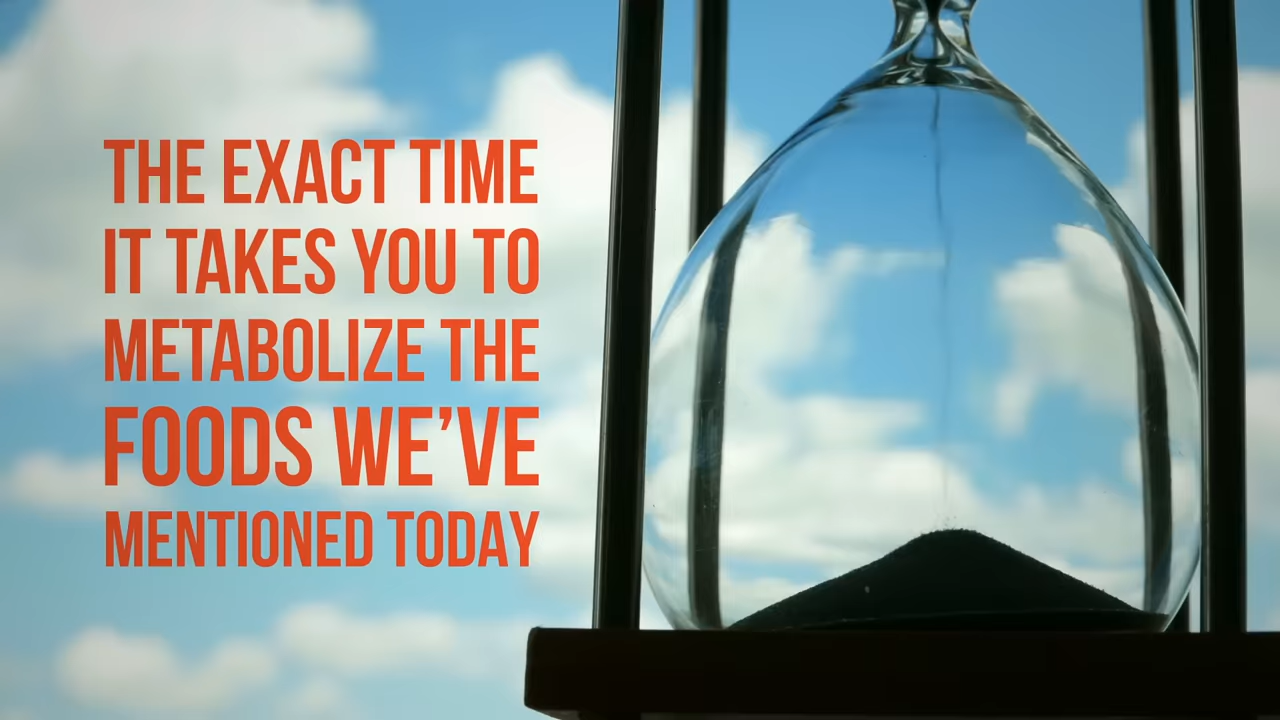 THE EXACT TIME
IT TAKES YOU TO
METABOLIZE THE
FOODS WE'VE
MENTIONED TODAY